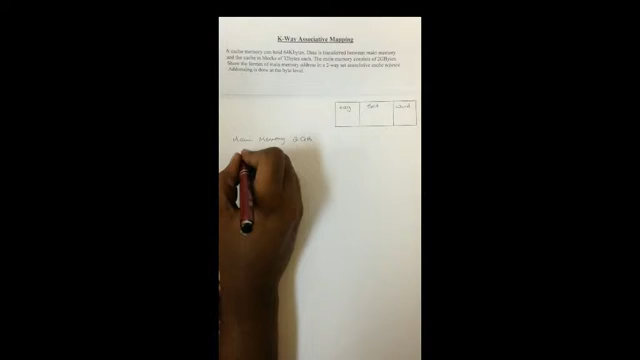 K-Way Associative Mapping
A cache memory can hold 64Kbytes. Data is transferred between main memory
and the cache in blocks of 32bytes each. The main memory consists of 2Gbytes
Show the format of main memory address in a 2-way set associative cache
Addressing is done at the byte level.
Tag Set Word
Main Memory 2 Gb